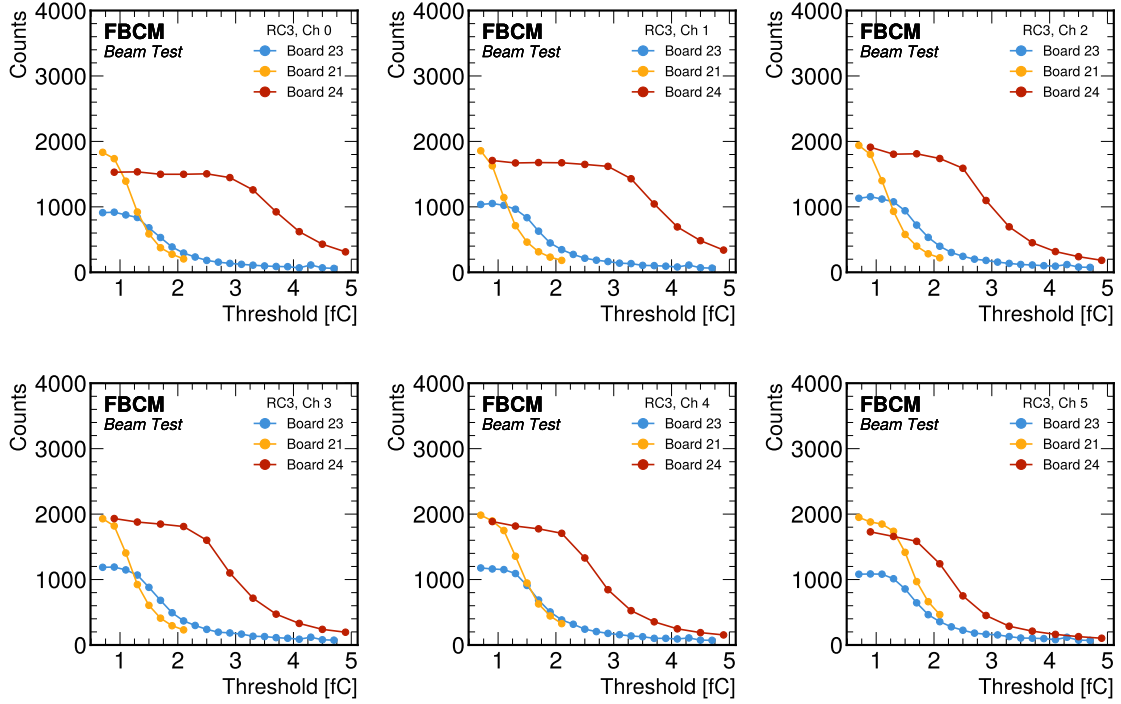 Counts
4000
3000
2000
1000
0
FBCM
Beam Test
RC3, Ch 0
Board 23
Board 21
Board 24
1 2 3 4 5
Threshold [fC]
Counts
4000
3000
2000
1000
0
FBCM
Beam Test
RC3, Ch 1
Board 23
Board 21
Board 24
1 2 3 4 5
Threshold [fC]
Counts
4000
3000
2000
1000
0
FBCM
Beam Test
RC3, Ch 2
Board 23
Board 21
Board 24
1 2 3 4 5
Threshold [fC]
Counts
4000
3000
2000
1000
0
FBCM
Beam Test
RC3, Ch 3
Board 23
Board 21
Board 24
1 2 3 4 5
Threshold [fC]
Counts
4000
3000
2000
1000
0
FBCM
Beam Test
RC3, Ch 4
Board 23
Board 21
Board 24
1 2 3 4 5
Threshold [fC]
Counts
4000
3000
2000
1000
0
FBCM
Beam Test
RC3, Ch 5
Board 23
Board 21
Board 24
1 2 3 4 5
Threshold [fC]